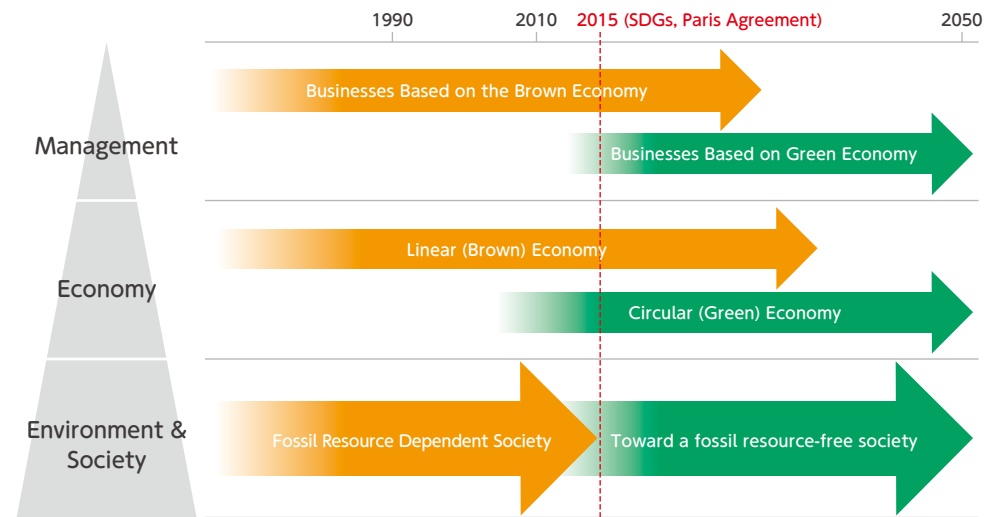 1990
2010
2015 (SDGs, Paris Agreement)
2050
Management
Businesses Based on the Brown Economy
Businesses Based on Green Economy
Economy
Linear (Brown) Economy
Circular (Green) Economy
Environment &
Society
Fossil Resource Dependent Society
Toward a fossil resource-free society